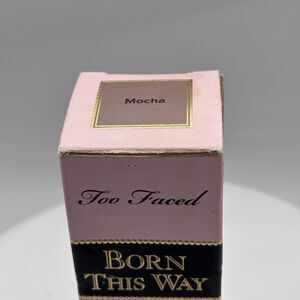 Mocha
Too Faced
BORN
THIS WAY